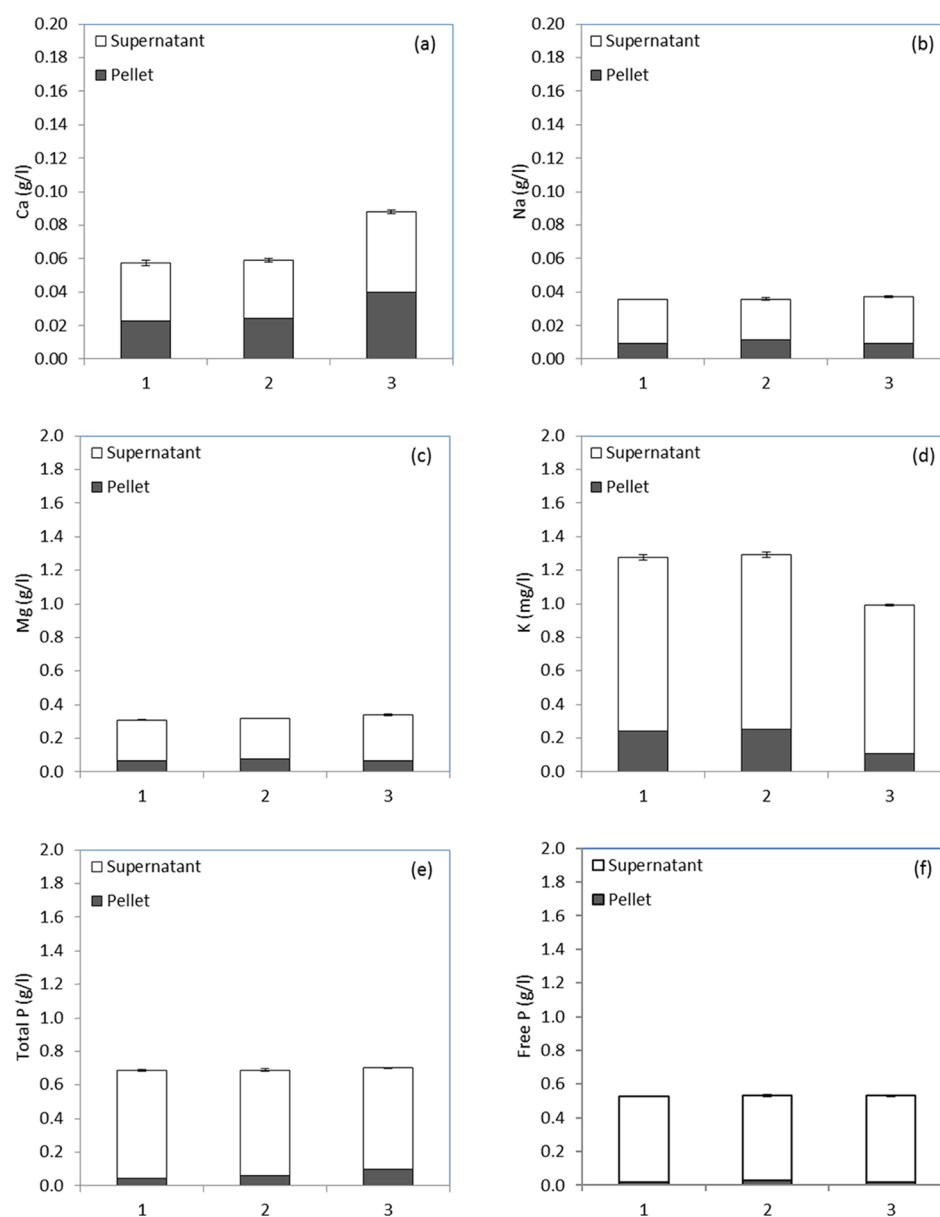 0.20
0.18
0.16
0.14
0.12
0.10
0.08
0.06
0.04
0.02
0.00
Ca (g/l)
Supernatant
Pellet
(a)
1 2 3
0.20
0.18
0.16
0.14
0.12
0.10
0.08
0.06
0.04
0.02
0.00
Na (g/l)
Supernatant
Pellet
(b)
1 2 3
2.0
1.8
1.6
1.4
1.2
1.0
0.8
0.6
0.4
0.2
0.0
Mg (g/l)
Supernatant
Pellet
(c)
1 2 3
2.0
1.8
1.6
1.4
1.2
1.0
0.8
0.6
0.4
0.2
0.0
K (mg/l)
Supernatant
Pellet
(d)
1 2 3
2.0
1.8
1.6
1.4
1.2
1.0
0.8
0.6
0.4
0.2
0.0
Total P (g/l)
Supernatant
Pellet
(e)
1 2 3
2.0
1.8
1.6
1.4
1.2
1.0
0.8
0.6
0.4
0.2
0.0
Free P (g/l)
Supernatant
Pellet
(f)
1 2 3